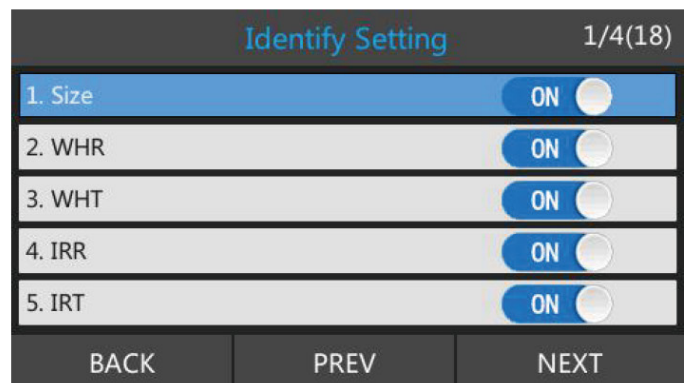 Identify Setting 1/4(18)
1. Size ON
2. WHR ON
3. WHT ON
4. IRR ON
5. IRT ON
BACK PREV NEXT